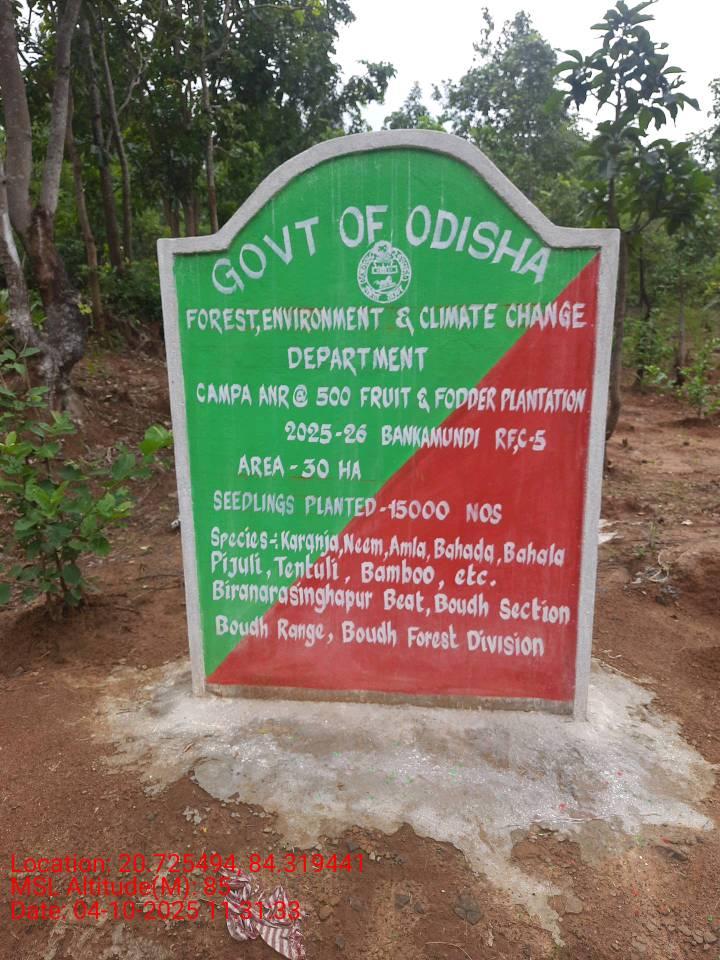 GOVT OF ODISHA
FOREST,ENVIRONMENT & CLIMATE CHANGE
DEPARTMENT
CAMPA ANR @ 500 FRUIT & FODDER PLANTATION
2025-26 BANKAMUNDI RF,C-5
AREA - 30 HA
SEEDLINGS PLANTED-15000 NOS
Species-:Karanja,Neem,Amla,Bahada,Bahala
Pijuli, Tentuli, Bamboo, etc.
Biranarasinghapur Beat, Boudh Section
Boudh Range, Boudh Forest Division
Location: 20.725494, 84.319441
MSL Altitude(M): 85
Date: 04-10-2025 11.31.33